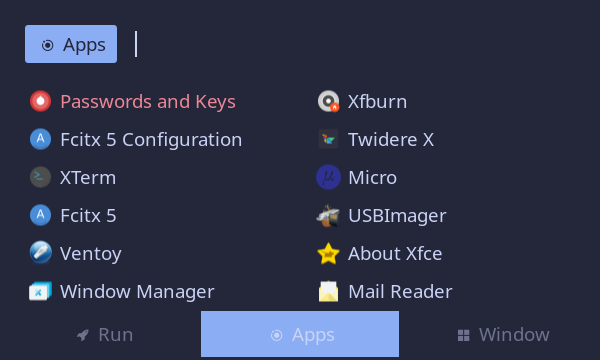 Apps
Passwords and Keys
Xfburn
Fcitx 5 Configuration
Twidere X
XTerm
Micro
Fcitx 5
USBImager
Ventoy
About Xfce
Window Manager
Mail Reader
Run
Apps
Window